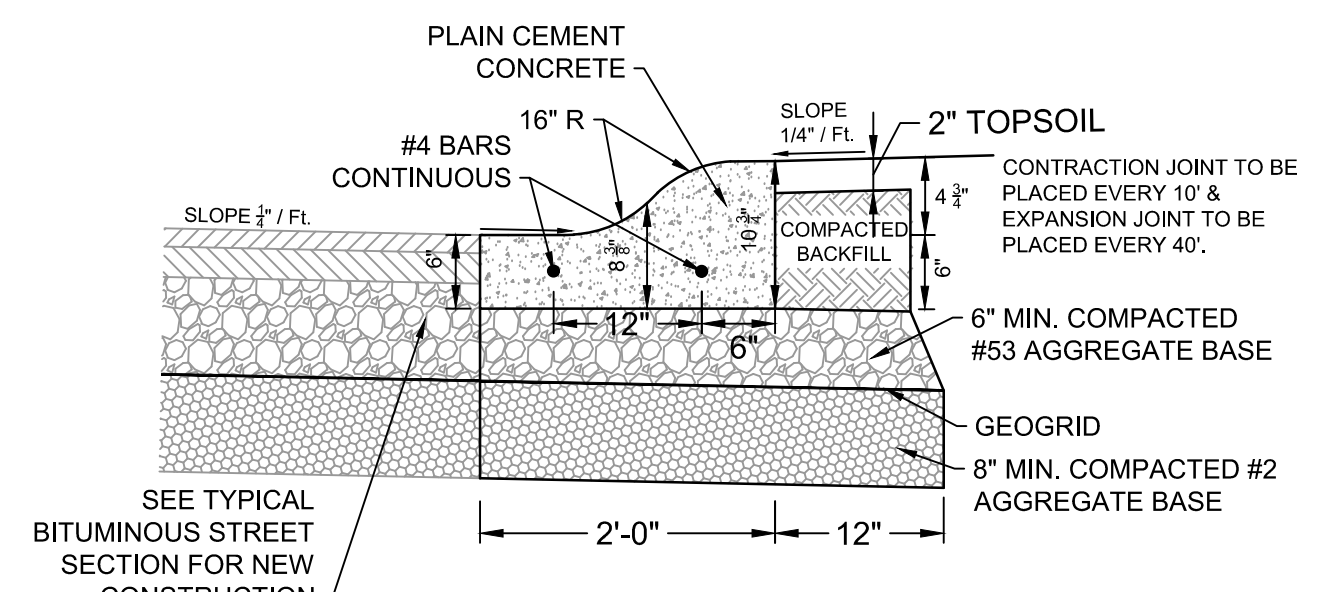 PLAIN CEMENT
CONCRETE
16" R
#4 BARS
CONTINUOUS
SLOPE
1/4" / Ft.
2" TOPSOIL
CONTRACTION JOINT TO BE
PLACED EVERY 10' &
EXPANSION JOINT TO BE
PLACED EVERY 40'.
SLOPE 1/4" / Ft.
6"
8 3/8"
10 3/4"
COMPACTED
BACKFILL
4 3/4"
6"
12"
6"
6" MIN. COMPACTED
#53 AGGREGATE BASE
GEOGRID
8" MIN. COMPACTED #2
AGGREGATE BASE
SEE TYPICAL
BITUMINOUS STREET
SECTION FOR NEW
CONSTRUCTION
2'-0"
12"